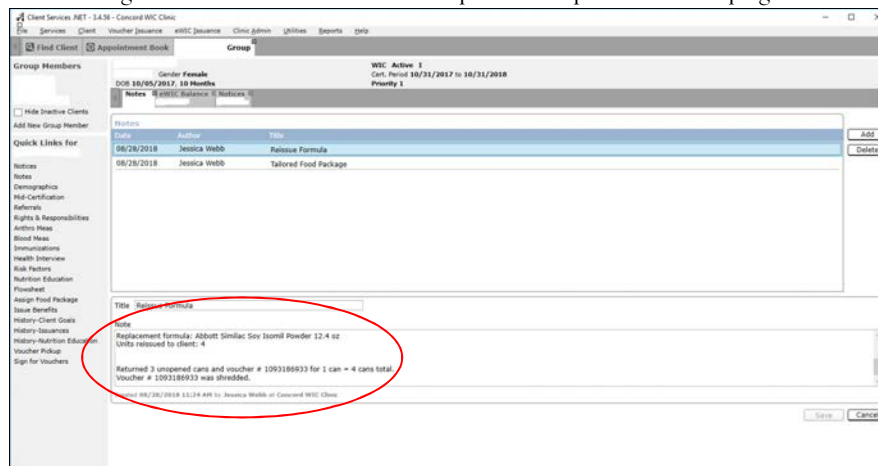 Client Services .NET - 3.4.56 - Concord WIC Clinic
File Services Client Voucher Issuance eWIC Issuance Clinic Admin Utilities Reports Help
Find Client Appointment Book Group
Group Members
WIC Active I
Gender Female
Cert. Period 10/31/2017 to 10/31/2018
DOB 10/05/2017, 10 Months
Priority 1
Notes eWIC Balance Notices
Hide Inactive Clients
Add New Group Member
Quick Links for
Notices
Notes
Demographics
Mid-Certification
Referrals
Rights & Responsibilities
Anthro Meas
Blood Meas
Immunizations
Health Interview
Risk Factors
Nutrition Education
Flowsheet
Assign Food Package
Issue Benefits
History-Client Goals
History-Issuances
History-Nutrition Education
Voucher Pickup
Sign for Vouchers
Notes
Date Author Title
08/28/2018 Jessica Webb Reissue Formula
08/28/2018 Jessica Webb Tailored Food Package
Add
Delete
Title Reissue Formula
Note
Replacement formula: Abbott Similac Soy Isomil Powder 12.4 oz
Units reissued to client: 4
Returned 3 unopened cans and voucher # 1093186933 for 1 can = 4 cans total.
Voucher # 1093186933 was shredded.
Created 08/28/2018 11:24 AM by Jessica Webb at Concord WIC Clinic
Save Cancel